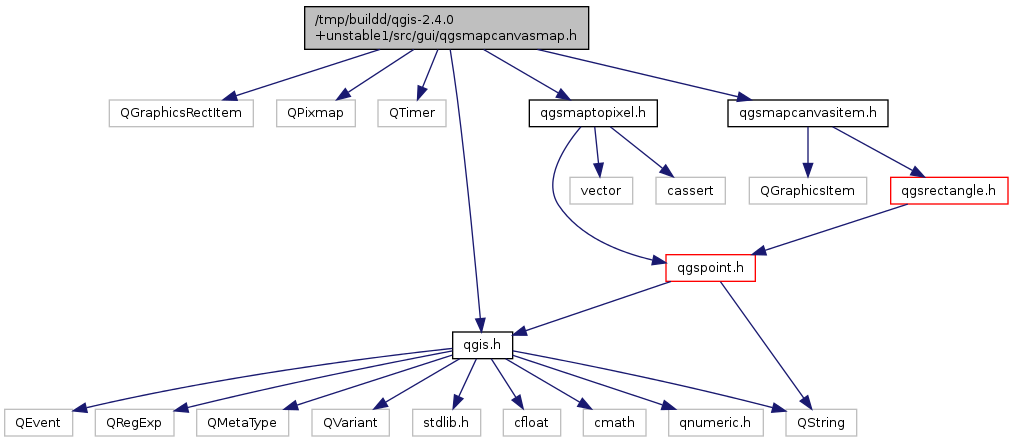 /tmp/buildd/qgis-2.4.0
+unstable1/src/gui/qgsmapcanvasmap.h
QGraphicsRectItem
QPixmap
QTimer
qgsmaptopixel.h
qgsmapcanvasitem.h
vector
cassert
QGraphicsItem
qgsrectangle.h
qgspoint.h
qgis.h
QEvent
QRegExp
QMetaType
QVariant
stdlib.h
cfloat
cmath
qnumeric.h
QString